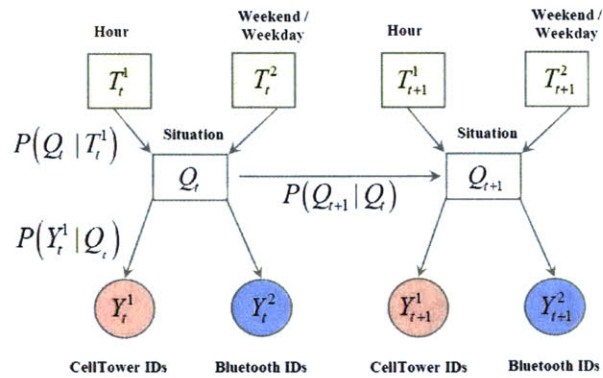 Hour
Weekend /
Weekday
Hour
Weekend /
Weekday
T_t^1
T_t^2
T_{t+1}^1
T_{t+1}^2
P(Q_t | T_t^1)
Situation
Situation
Q_t
Q_{t+1}
P(Q_{t+1} | Q_t)
P(Y_t^1 | Q_t)
Y_t^1
Y_t^2
Y_{t+1}^1
Y_{t+1}^2
CellTower IDs
Bluetooth IDs
CellTower IDs
Bluetooth IDs